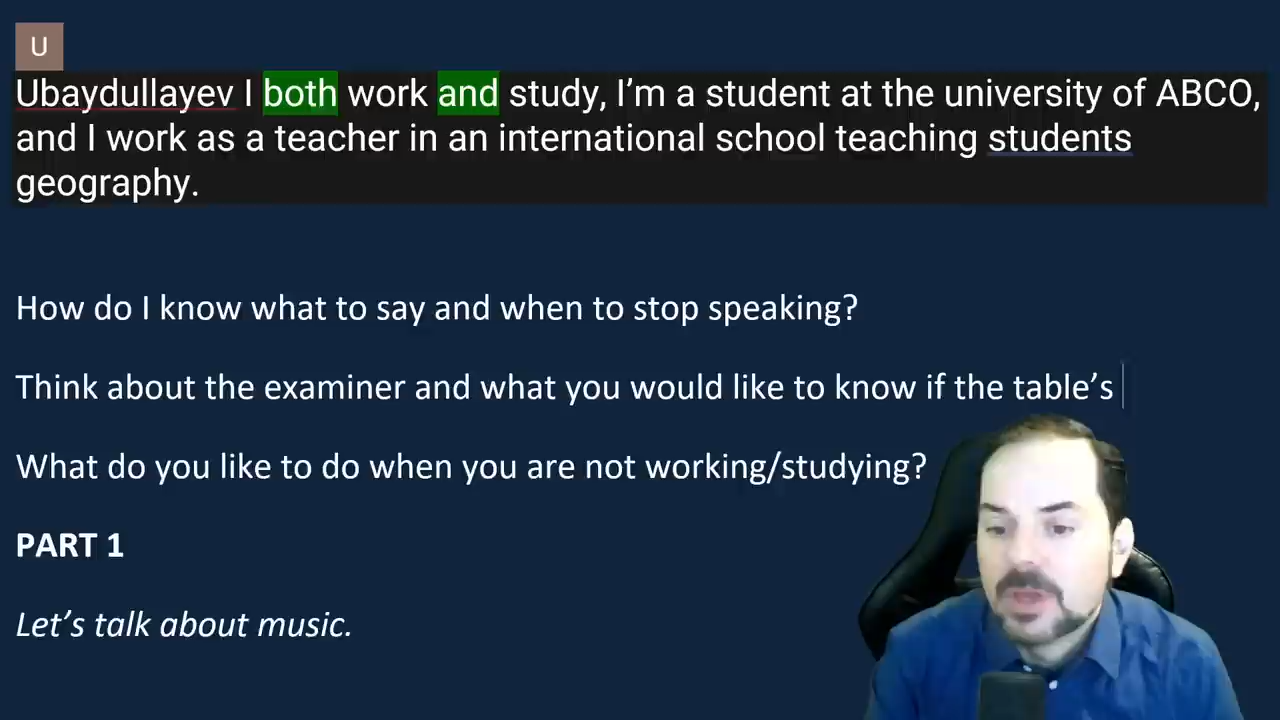 U
Ubaydullayev I both work and study, I’m a student at the university of ABCO,
and I work as a teacher in an international school teaching students
geography.
How do I know what to say and when to stop speaking?
Think about the examiner and what you would like to know if the table’s
What do you like to do when you are not working/studying?
PART 1
Let’s talk about music.